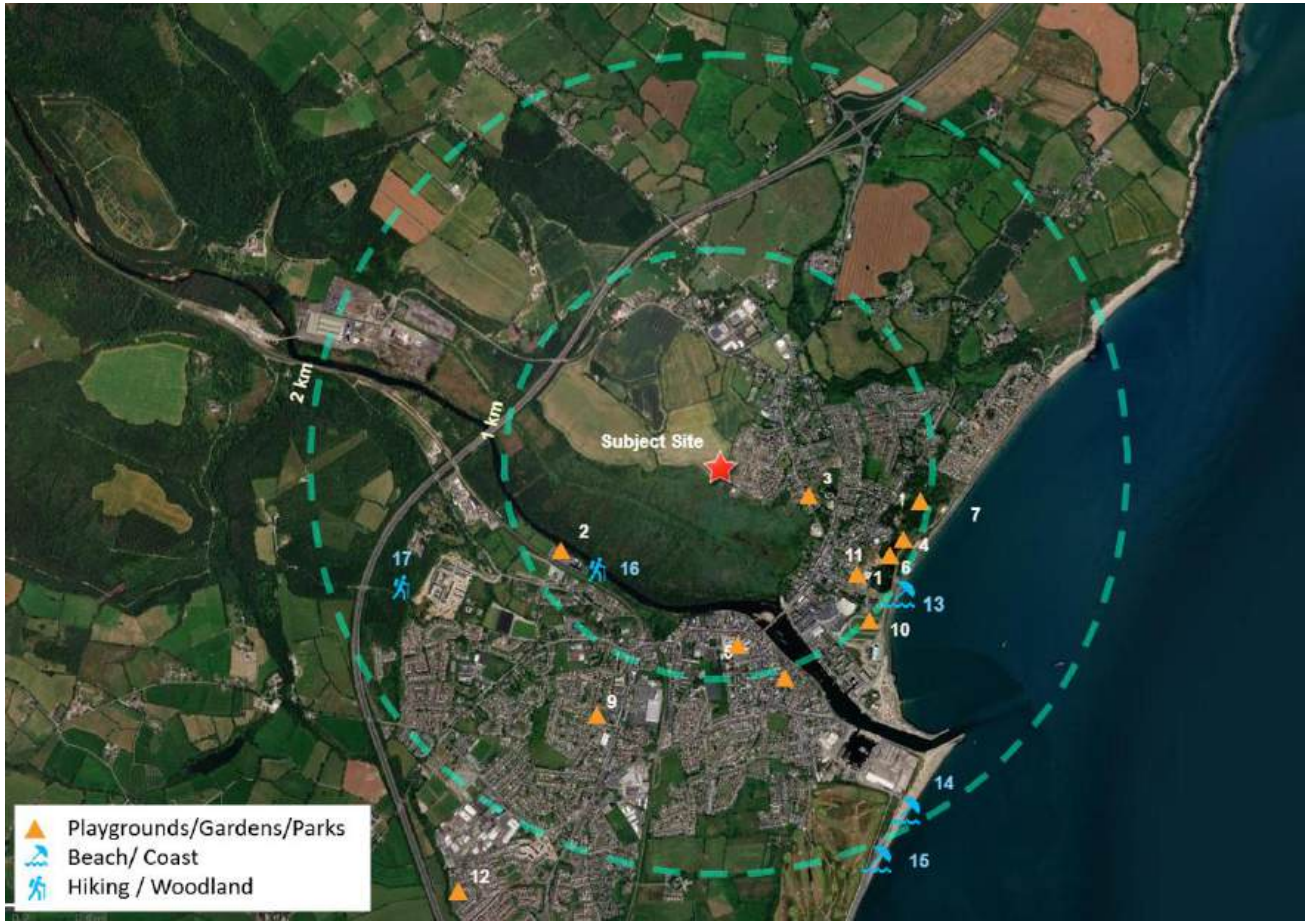 2 km
1 km
Subject Site
3
1
7
2
4
17
16
11
6
1
13
10
5
9
14
15
12
Playgrounds/Gardens/Parks
Beach/ Coast
Hiking / Woodland